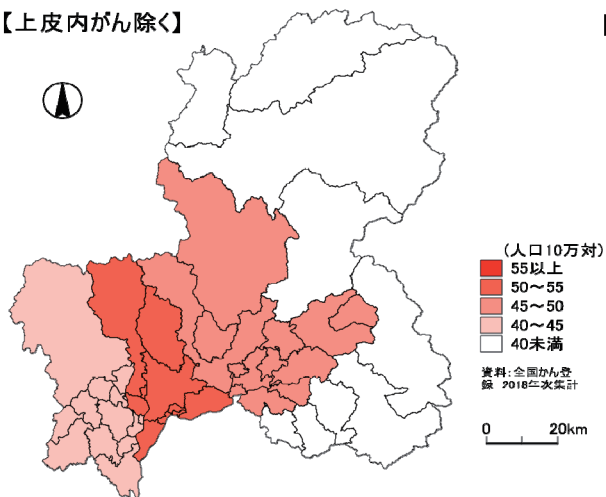 【上皮内がん除く】
(人口10万対)
55以上
50～55
45～50
40～45
40未満
資料:全国がん登
録 2018年次集計
0 20km